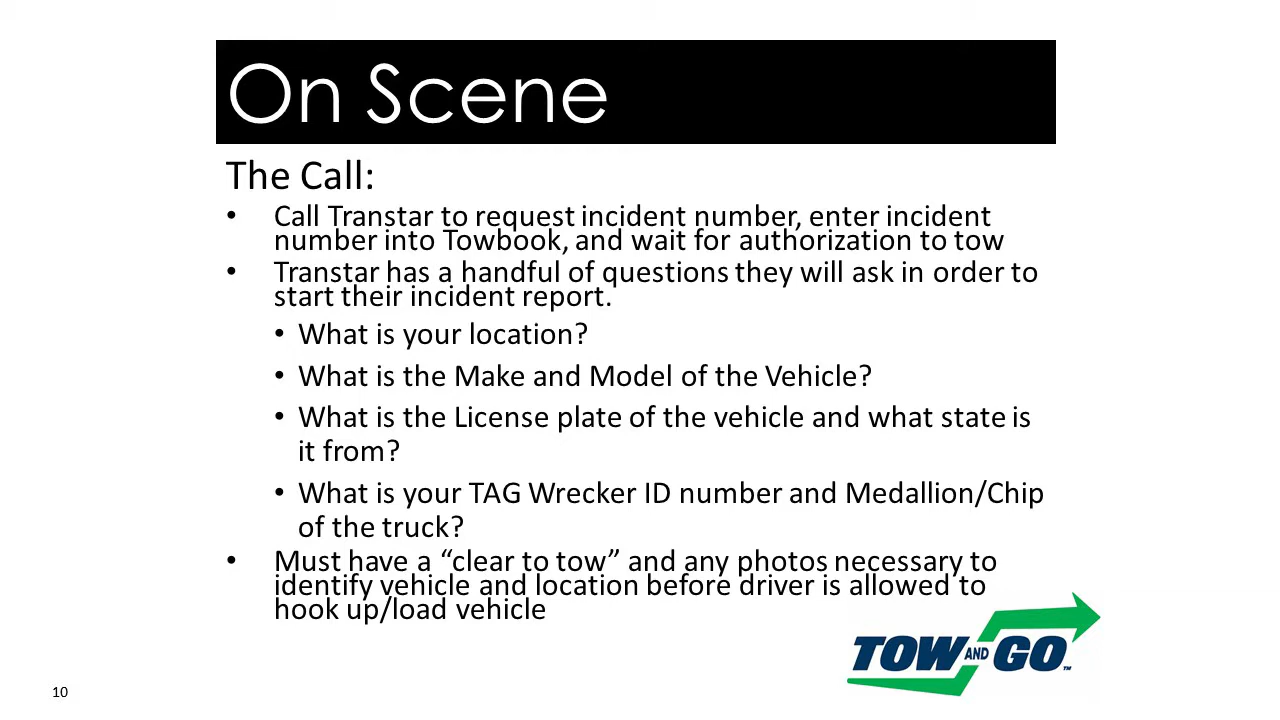 On Scene
The Call:
• Call Transtar to request incident number, enter incident
number into Towbook, and wait for authorization to tow
• Transtar has a handful of questions they will ask in order to
start their incident report.
• What is your location?
• What is the Make and Model of the Vehicle?
• What is the License plate of the vehicle and what state is
it from?
• What is your TAG Wrecker ID number and Medallion/Chip
of the truck?
• Must have a “clear to tow” and any photos necessary to
identify vehicle and location before driver is allowed to
hook up/load vehicle
TOW AND GO™
10